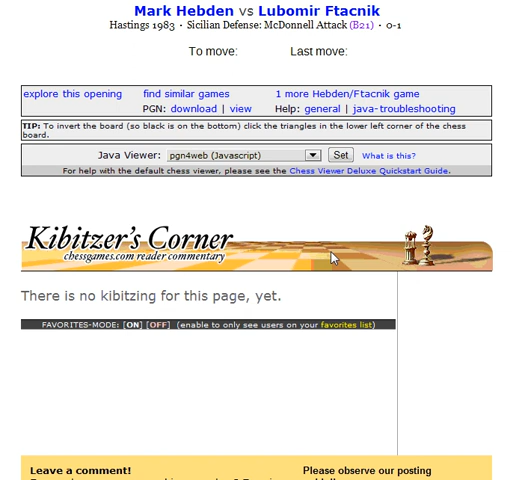 Mark Hebden vs Lubomir Ftacnik
Hastings 1983 · Sicilian Defense: McDonnell Attack (B21) · 0-1
To move: Last move:
explore this opening find similar games 1 more Hebden/Ftacnik game
PGN: download | view Help: general | java-troubleshooting
TIP: To invert the board (so black is on the bottom) click the triangles in the lower left corner of the chess
board.
Java Viewer: pgn4web (Javascript) Set What is this?
For help with the default chess viewer, please see the Chess Viewer Deluxe Quickstart Guide.
Kibitzer's Corner
chessgames.com reader commentary
There is no kibitzing for this page, yet.
FAVORITES-MODE: [ON] [OFF] (enable to only see users on your favorites list)
Leave a comment! Please observe our posting